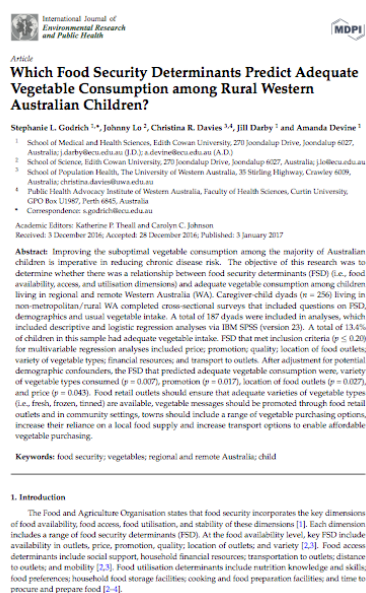 International Journal of
Environmental Research
and Public Health
MDPI
Article
Which Food Security Determinants Predict Adequate
Vegetable Consumption among Rural Western
Australian Children?
Stephanie L. Godrich 1,*, Johnny Lo 2, Christina R. Davies 3,4, Jill Darby 1 and Amanda Devine 1
1 School of Medical and Health Sciences, Edith Cowan University, 270 Joondalup Drive, Joondalup 6027,
Australia; j.darby@ecu.edu.au (J.D.); a.devine@ecu.edu.au (A.D.)
2 School of Science, Edith Cowan University, 270 Joondalup Drive, Joondalup 6027, Australia; j.lo@ecu.edu.au
3 School of Population Health, The University of Western Australia, 35 Stirling Highway, Crawley 6009,
Australia; christina.davies@uwa.edu.au
4 Public Health Advocacy Institute of Western Australia, Faculty of Health Sciences, Curtin University,
GPO Box U1987, Perth 6845, Australia
* Correspondence: s.godrich@ecu.edu.au
Academic Editors: Katherine P. Theall and Carolyn C. Johnson
Received: 3 December 2016; Accepted: 28 December 2016; Published: 3 January 2017
Abstract: Improving the suboptimal vegetable consumption among the majority of Australian
children is imperative in reducing chronic disease risk. The objective of this research was to
determine whether there was a relationship between food security determinants (FSD) (i.e., food
availability, access, and utilisation dimensions) and adequate vegetable consumption among children
living in regional and remote Western Australia (WA). Caregiver-child dyads (n = 256) living in
non-metropolitan/rural WA completed cross-sectional surveys that included questions on FSD,
demographics and usual vegetable intake. A total of 187 dyads were included in analyses, which
included descriptive and logistic regression analyses via IBM SPSS (version 23). A total of 13.4%
of children in this sample had adequate vegetable intake. FSD that met inclusion criteria (p ≤ 0.20)
for multivariable regression analyses included price; promotion; quality; location of food outlets;
variety of vegetable types; financial resources; and transport to outlets. After adjustment for potential
demographic confounders, the FSD that predicted adequate vegetable consumption were, variety
of vegetable types consumed (p = 0.007), promotion (p = 0.017), location of food outlets (p = 0.027),
and price (p = 0.043). Food retail outlets should ensure that adequate varieties of vegetable types
(i.e., fresh, frozen, tinned) are available, vegetable messages should be promoted through food retail
outlets and in community settings, towns should include a range of vegetable purchasing options,
increase their reliance on a local food supply and increase transport options to enable affordable
vegetable purchasing.
Keywords: food security; vegetables; regional and remote Australia; child
1. Introduction
The Food and Agriculture Organisation states that food security incorporates the key dimensions
of food availability, food access, food utilisation, and stability of these dimensions [1]. Each dimension
includes a range of food security determinants (FSD). At the food availability level, key FSD include
availability in outlets, price, promotion, quality; location of outlets; and variety [2,3]. Food access
determinants include social support, household financial resources; transportation to outlets; distance
to outlets; and mobility [2,3]. Food utilisation determinants include nutrition knowledge and skills;
food preferences; household food storage facilities; cooking and food preparation facilities; and time to
procure and prepare food [2–4].